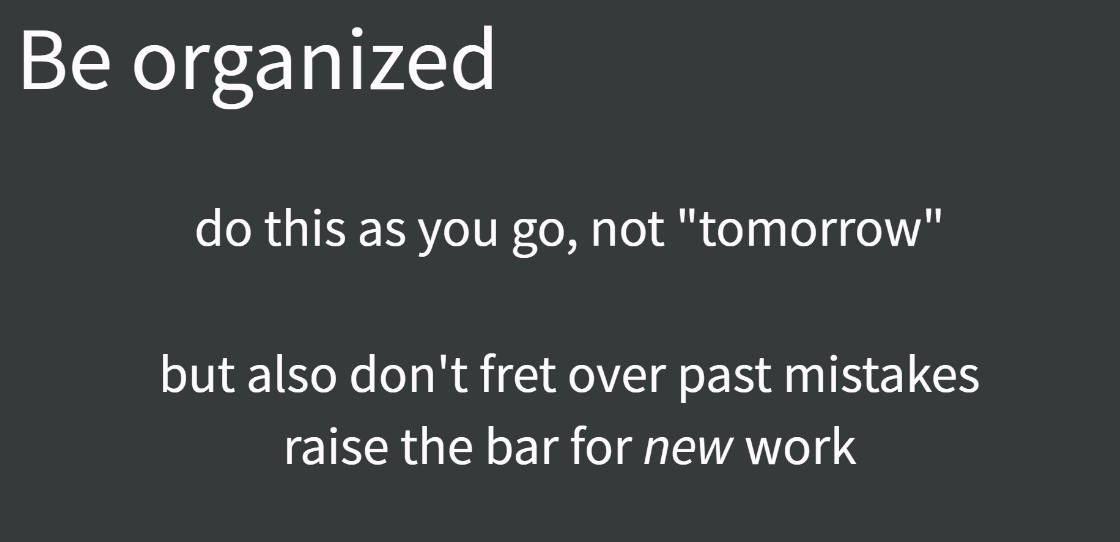 Be organized
do this as you go, not "tomorrow"
but also don't fret over past mistakes
raise the bar for new work